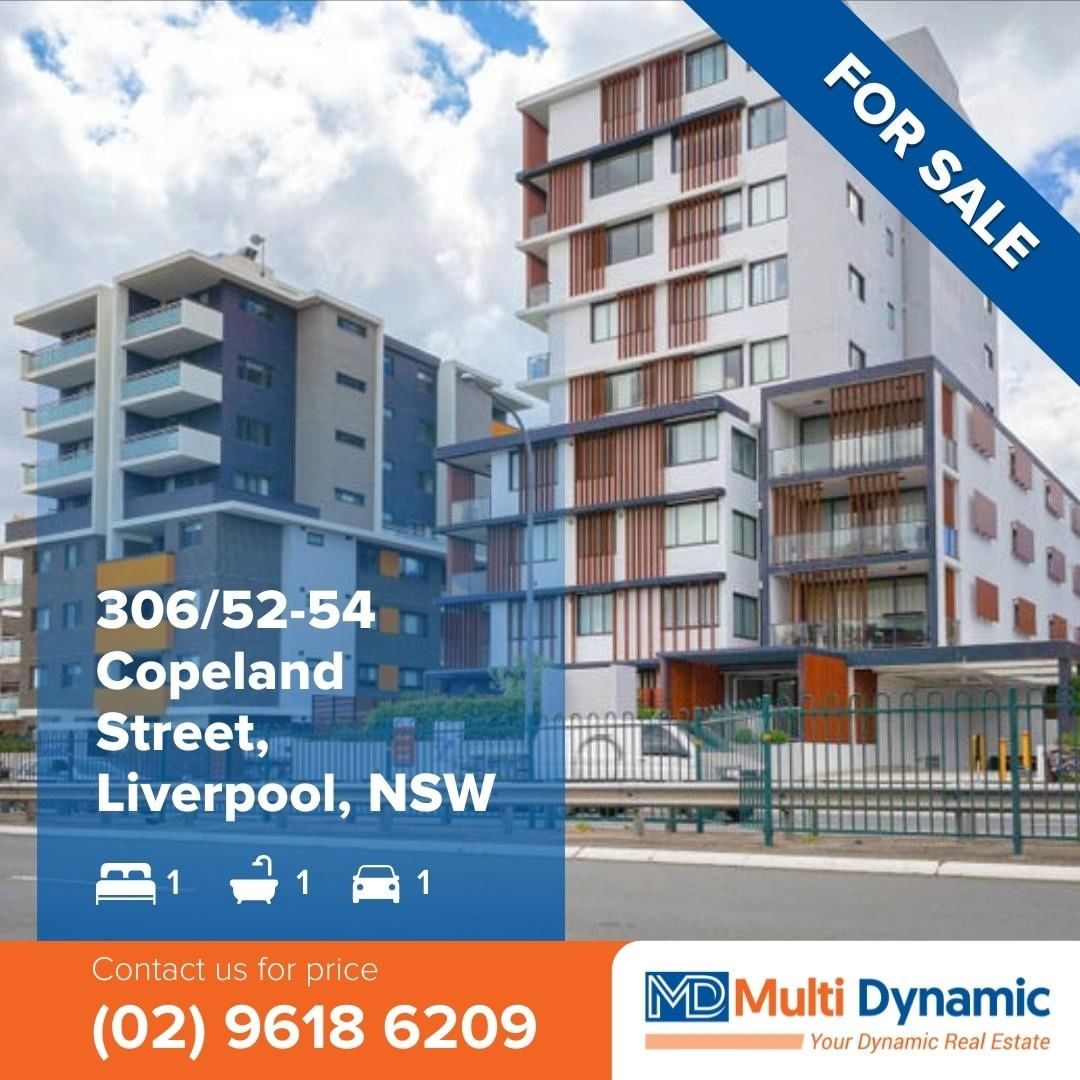 FOR SALE
306/52-54
Copeland
Street,
Liverpool, NSW
1 1 1
Contact us for price
(02) 9618 6209
MD Multi Dynamic
Your Dynamic Real Estate